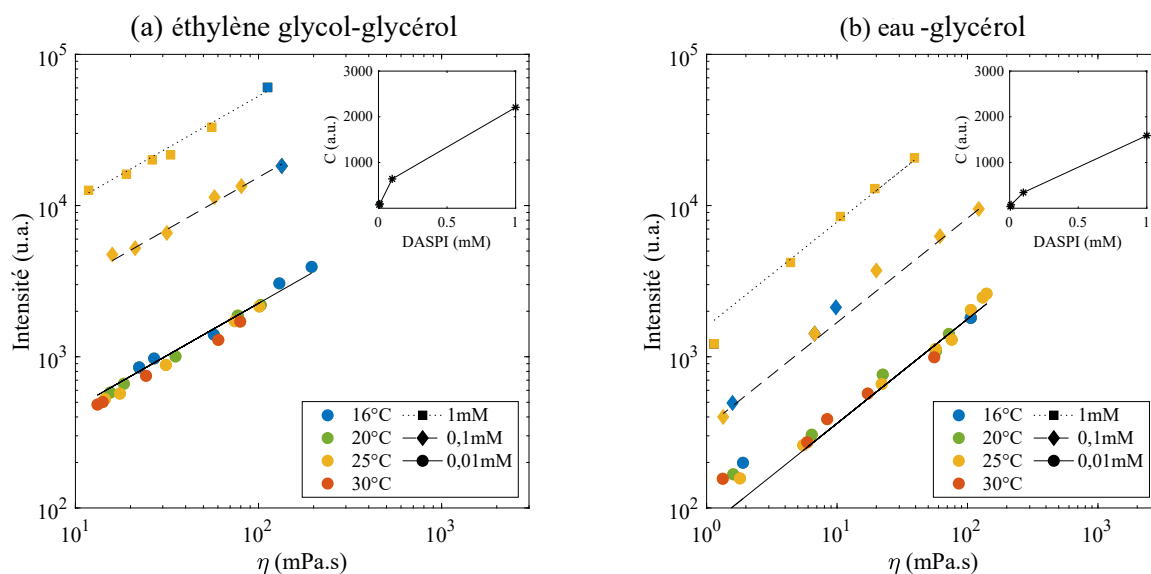 (a) éthylène glycol-glycérol
10^5
10^4
10^3
10^2
Intensité (u.a.)
3000
2000
1000
C (a.u.)
0 0.5 1
DASPI (mM)
16°C 1mM
20°C 0,1mM
25°C 0,01mM
30°C
10^1 10^2 10^3
η (mPa.s)
(b) eau -glycérol
10^5
10^4
10^3
10^2
Intensité (u.a.)
3000
2000
1000
C (a.u.)
0 0.5 1
DASPI (mM)
16°C 1mM
20°C 0,1mM
25°C 0,01mM
30°C
10^0 10^1 10^2 10^3
η (mPa.s)